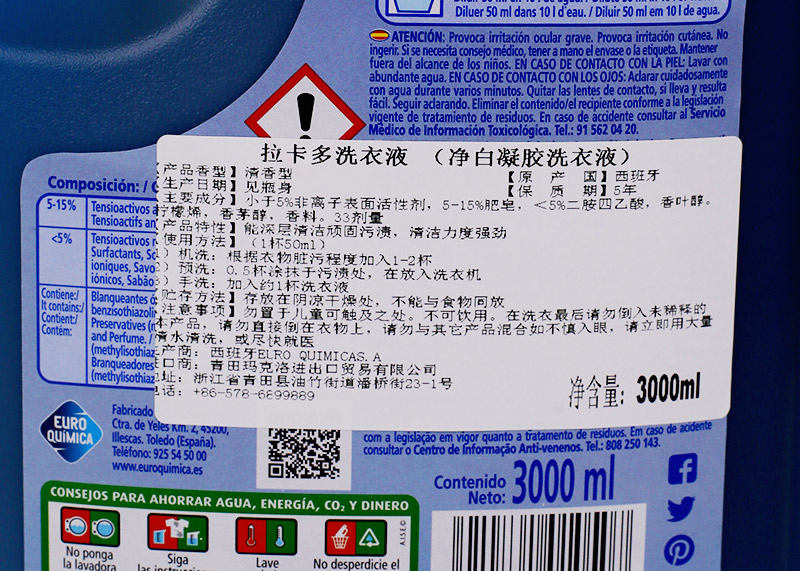 Diluer 50 ml dans 10 l d'eau. / Diluir 50 ml em 10 l de agua.
ATENCIÓN: Provoca irritación ocular grave. Provoca irritación cutánea. No
ingerir. Si se necesita consejo médico, tener a mano el envase o la etiqueta. Mantener
fuera del alcance de los niños. EN CASO DE CONTACTO CON LA PIEL: Lavar con
abundante agua. EN CASO DE CONTACTO CON LOS OJOS: Aclarar cuidadosamente
con agua durante varios minutos. Quitar las lentes de contacto, si lleva y resulta
fácil. Seguir aclarando. Eliminar el contenido/el recipiente conforme a la legislación
vigente de tratamiento de residuos. En caso de accidente consultar al Servicio
Médico de Información Toxicológica. Tel.: 91 562 04 20.
拉卡多洗衣液 (净白凝胶洗衣液)
产品香型】清香型 【原 产 国】西班牙
生产日期】见瓶身 【保 质 期】5年
主要成分】小于5%非离子表面活性剂,5-15%肥皂,<5%二胺四乙酸,香叶醇。
柠檬烯,香茅醇,香料。33剂量
产品特性】能深层清洁顽固污渍,清洁力度强劲
使用方法】(1杯50ml)
1)机洗:根据衣物脏污程度加入1-2杯
2)预洗:0.5杯涂抹于污渍处,在放入洗衣机
3)手洗:加入约1杯洗衣液
贮存方法】存放在阴凉干燥处,不能与食物同放
注意事项】勿置于儿童可触及之处。不可饮用。在洗衣最后请勿倒入未稀释的
本产品,请勿直接倒在衣物上,请勿与其它产品混合如不慎入眼,请立即用大量
清水清洗,或尽快就医
产商:西班牙ELRO QUIMICAS.A
口商:青田玛克洛进出口贸易有限公司
址:浙江省青田县油竹街道潘桥街23-1号
话:+86-578-6899889
净含量:3000ml
Composición: / C
5-15%
Tensioactivos a
Tensioactifs an
<5%
Tensioactivos n
Surfactants, So
ioniques, Savo
iónicos, Sabão
Contiene:/
It contains:/
Contient:/
Contém:
Blanqueantes ó
benzisothiazoli
Preservatives (m
and Perfume. /
(methylisothiaz
Branqueadores
(methylisothiaz
EURO
QUÍMICA
Fabricado
Ctra. de Yeles Km. 2, 45200,
Illescas. Toledo (España).
Teléfono: 925 54 50 00
www.euroquimica.es
com a legislação em vigor quanto a tratamento de resíduos. Em caso de acidente
consultar o Centro de Informação Anti-venenos. Tel.: 808 250 143.
Contenido
Neto: 3000 ml
CONSEJOS PARA AHORRAR AGUA, ENERGÍA, CO2 Y DINERO
No ponga
la lavadora
Siga
las instruccion
Lave
No desperdicie el
A.I.S.E.©